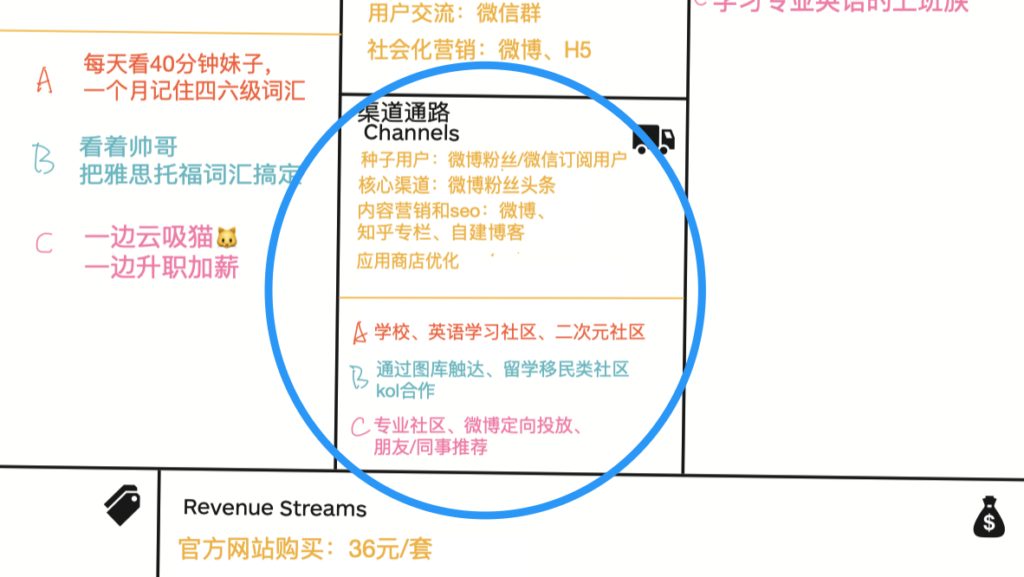 用户交流：微信群
社会化营销：微博、H5
学习专业英语的上班族
A
每天看40分钟妹子，
一个月记住四六级词汇
B
看着帅哥
把雅思托福词汇搞定
C
一边云吸猫🐱
一边升职加薪
渠道通路
Channels
种子用户：微博粉丝/微信订阅用户
核心渠道：微博粉丝头条
内容营销和seo：微博、
知乎专栏、自建博客
应用商店优化
A 学校、英语学习社区、二次元社区
B 通过图库触达、留学移民类社区
kol合作
C 专业社区、微博定向投放、
朋友/同事推荐
Revenue Streams
官方网站购买：36元/套
$